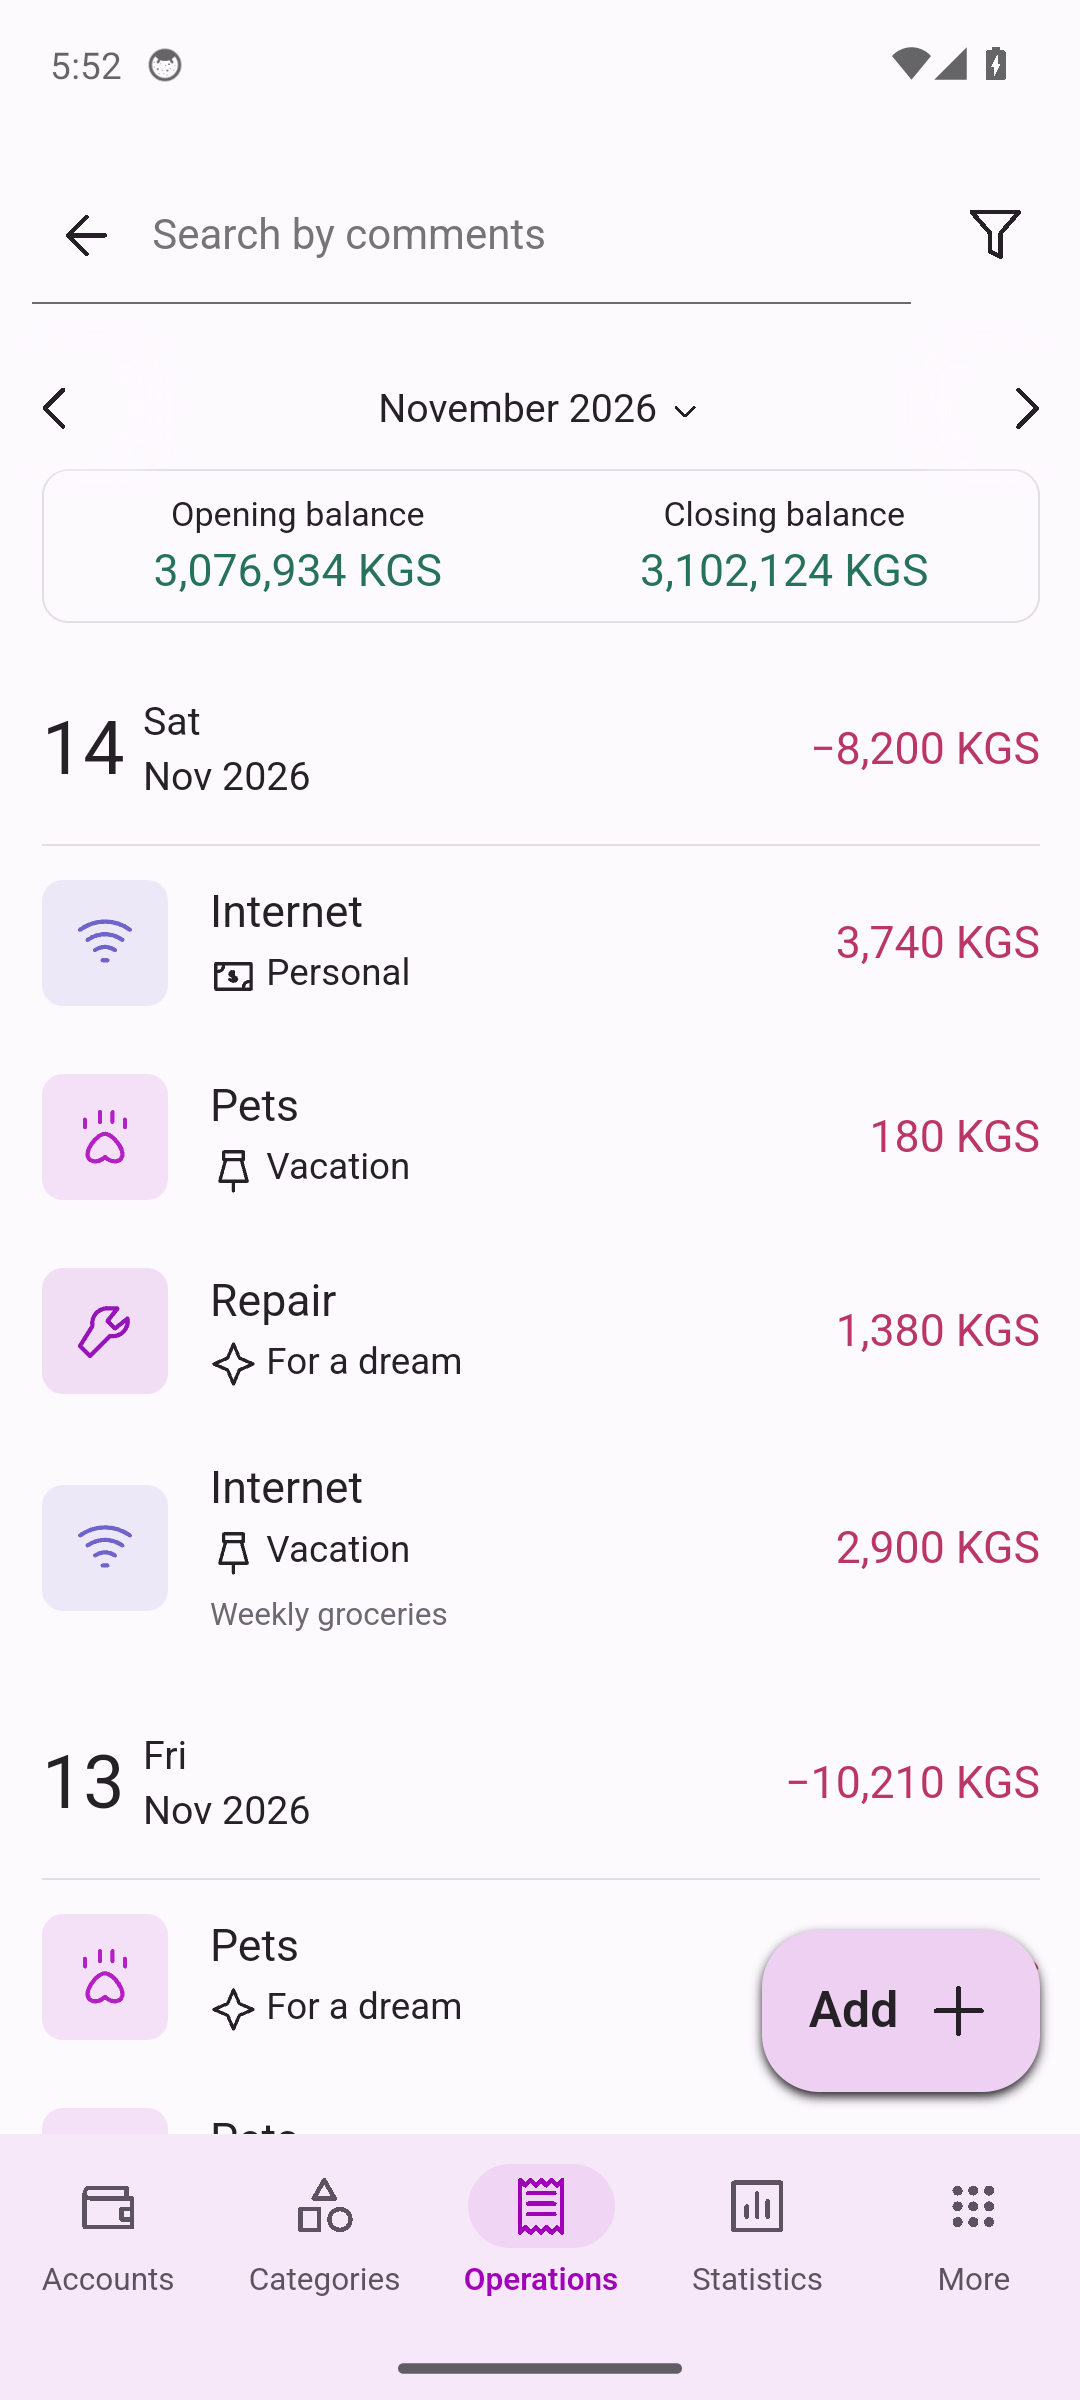 5:52
Search by comments
November 2026
Opening balance
3,076,934 KGS
Closing balance
3,102,124 KGS
14
Sat
Nov 2026
−8,200 KGS
Internet
Personal
3,740 KGS
Pets
Vacation
180 KGS
Repair
For a dream
1,380 KGS
Internet
Vacation
Weekly groceries
2,900 KGS
13
Fri
Nov 2026
−10,210 KGS
Pets
For a dream
Add
Pets
Accounts
Categories
Operations
Statistics
More